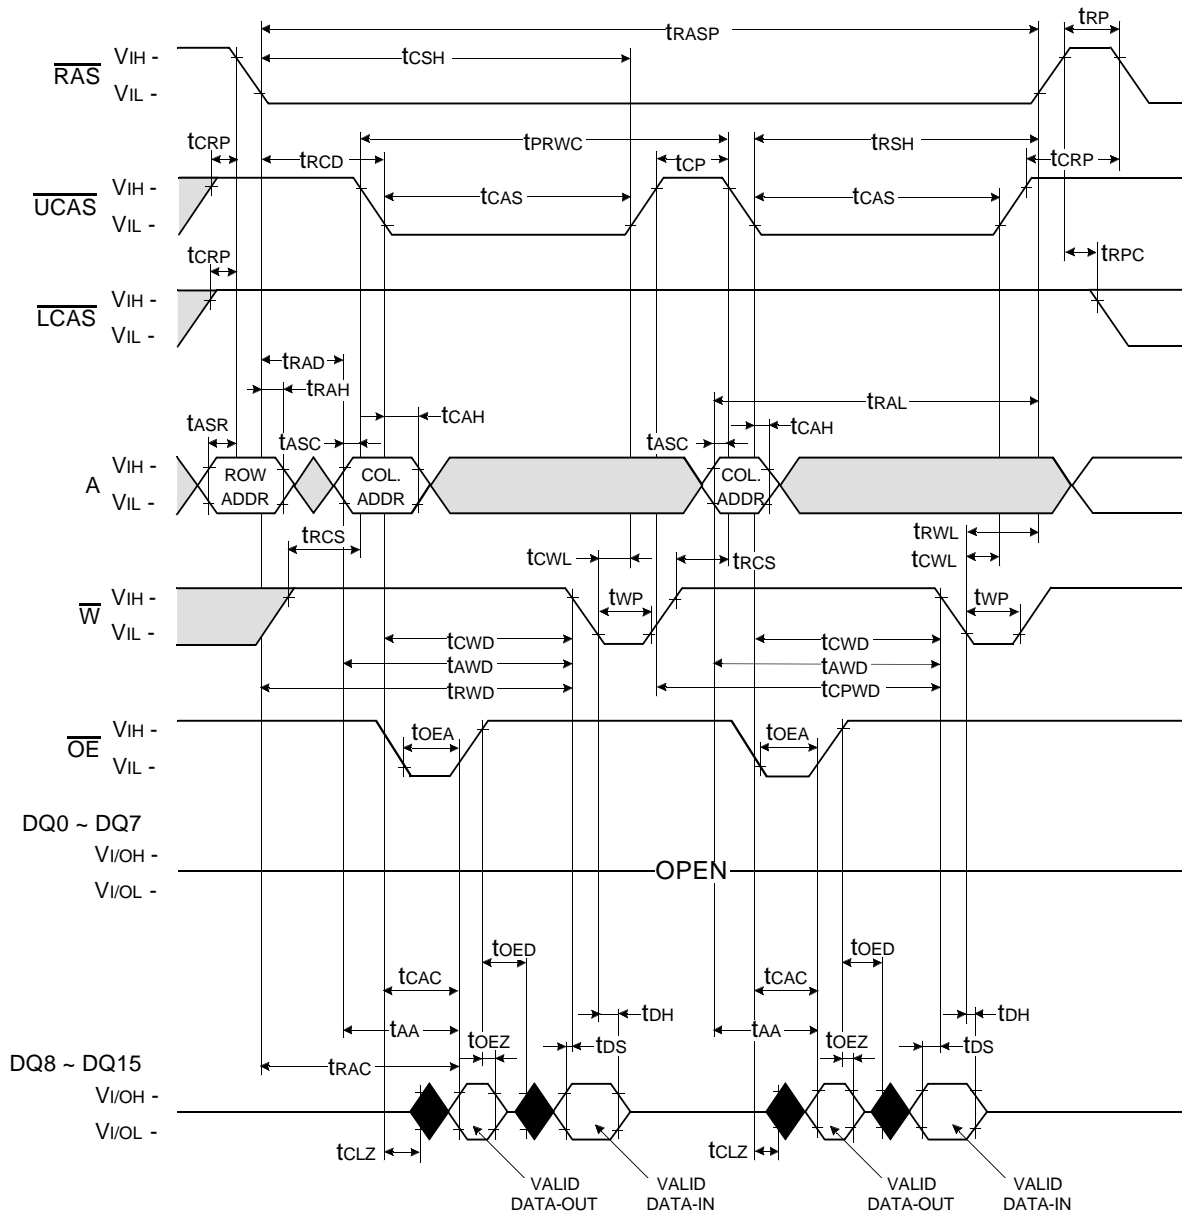 tRASP
tRP
tCSH
VIH -
RAS
VIL -
tCRP
tRCD
tPRWC
tCP
tRSH
tCRP
VIH -
UCAS
VIL -
tCAS
tCAS
tCRP
tRPC
VIH -
LCAS
VIL -
tRAD
tRAH
tASR
tASC
tCAH
tRAL
tASC
tCAH
VIH -
A
VIL -
ROW
ADDR
COL.
ADDR
COL.
ADDR
tRCS
tCWL
tRCS
tRWL
tCWL
VIH -
W
VIL -
tWP
tWP
tCWD
tCWD
tAWD
tAWD
tRWD
tCPWD
VIH -
OE
VIL -
tOEA
tOEA
DQ0 ~ DQ7
VI/OH -
OPEN
VI/OL -
tOED
tOED
tCAC
tCAC
tDH
tDH
tAA
tAA
tOEZ
tOEZ
tDS
tDS
tRAC
DQ8 ~ DQ15
VI/OH -
VI/OL -
tCLZ
tCLZ
VALID
DATA-OUT
VALID
DATA-IN
VALID
DATA-OUT
VALID
DATA-IN